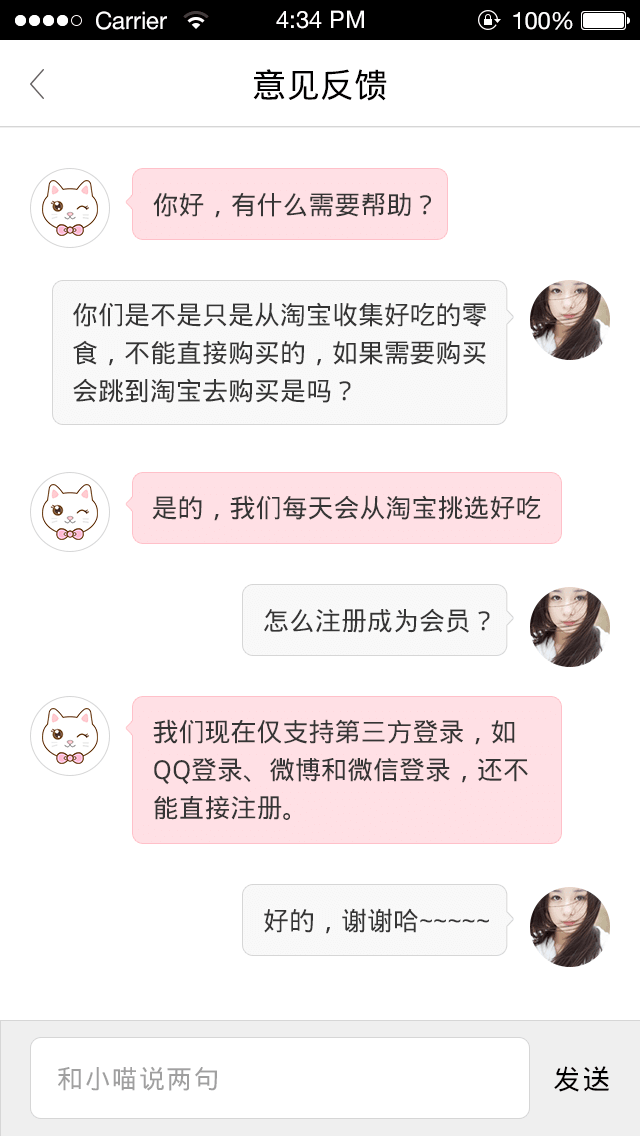 Carrier 4:34 PM 100%
意见反馈
你好，有什么需要帮助？
你们是不是只是从淘宝收集好吃的零
食，不能直接购买的，如果需要购买
会跳到淘宝去购买是吗？
是的，我们每天会从淘宝挑选好吃
怎么注册成为会员？
我们现在仅支持第三方登录，如
QQ登录、微博和微信登录，还不
能直接注册。
好的，谢谢哈~~~~~
和小喵说两句
发送